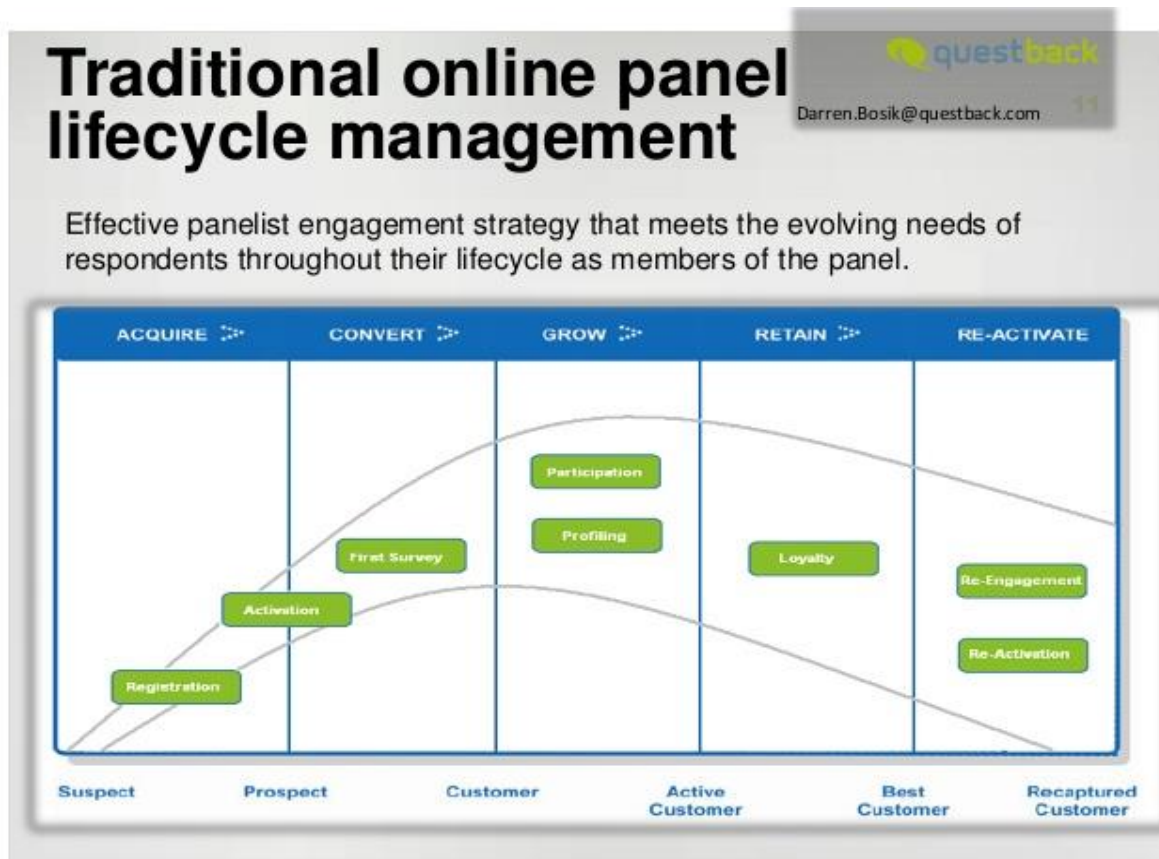 Traditional online panel
lifecycle management
questback
Darren.Bosik@questback.com
11
Effective panelist engagement strategy that meets the evolving needs of
respondents throughout their lifecycle as members of the panel.
ACQUIRE CONVERT GROW RETAIN RE-ACTIVATE
Participation
Profiling
First Survey
Loyalty
Re-Engagement
Activation
Re-Activation
Registration
Suspect Prospect Customer Active Customer Best Customer Recaptured Customer